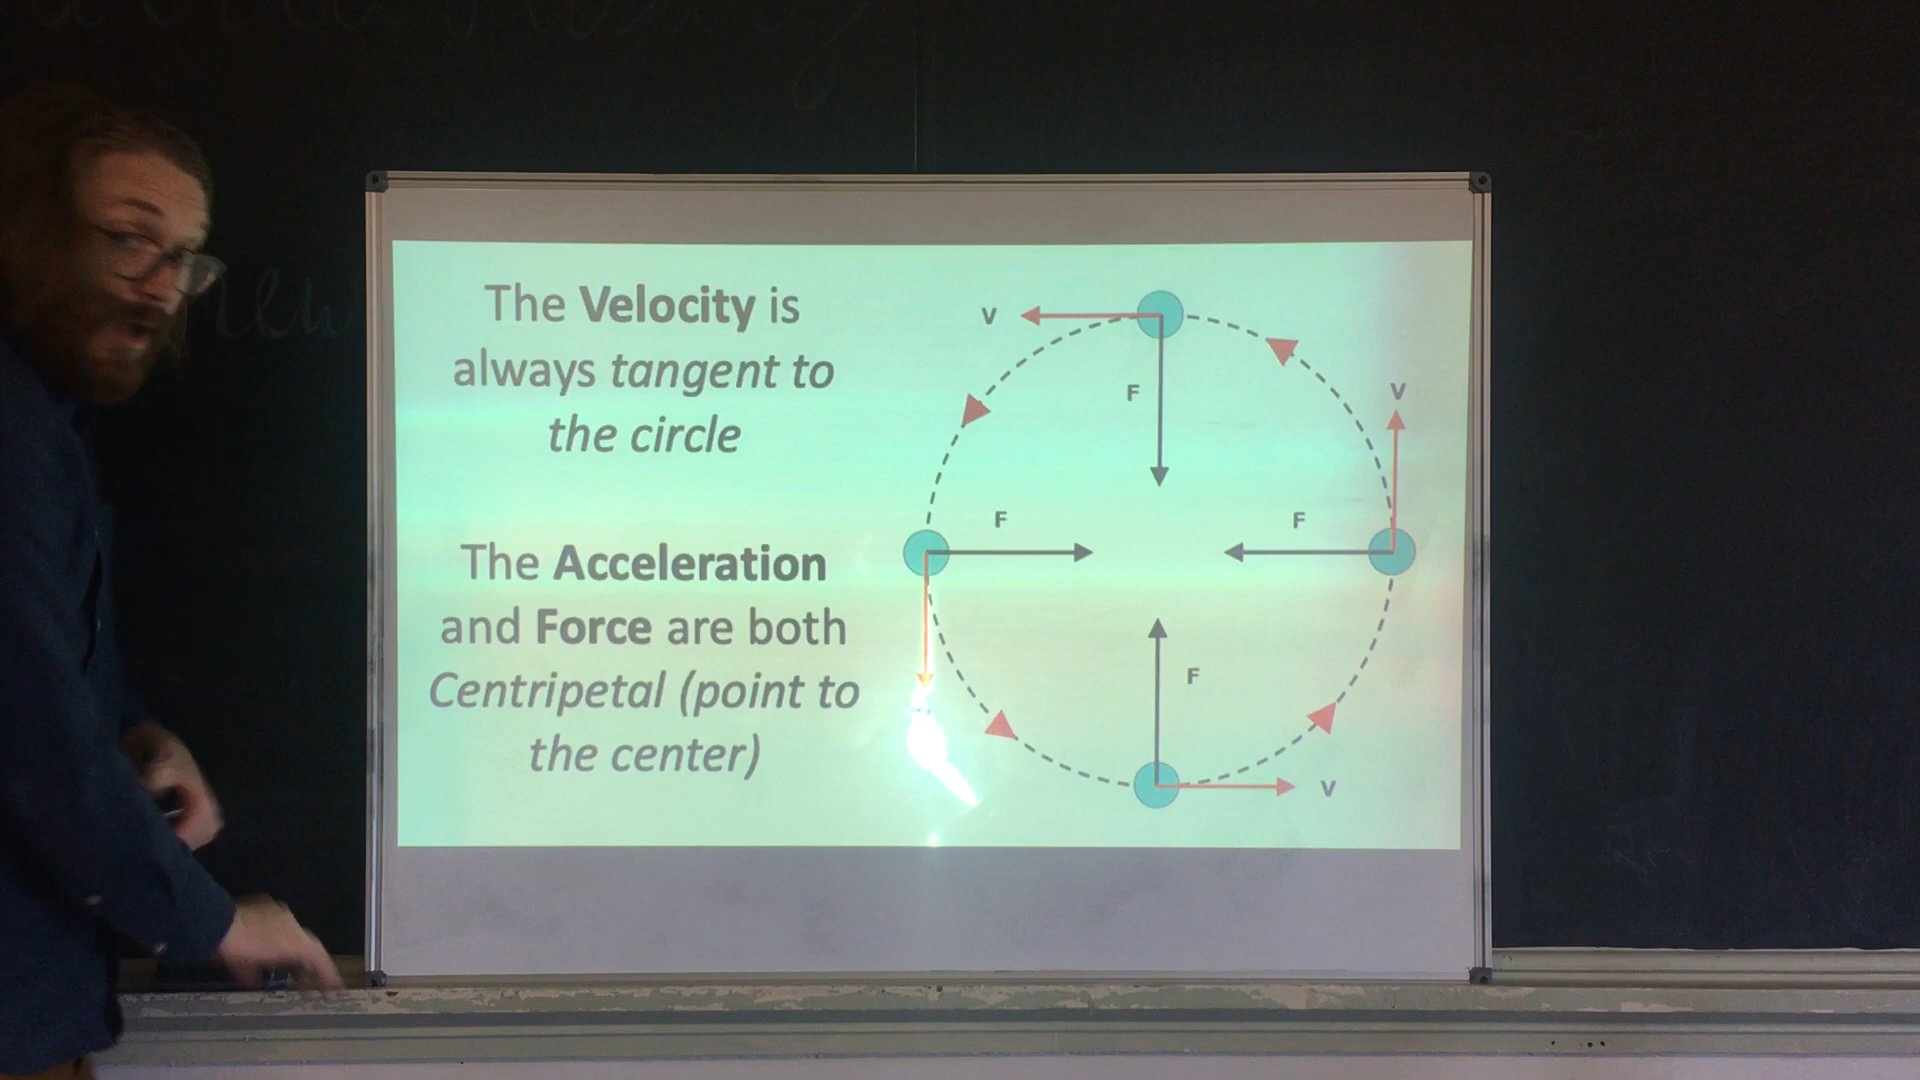 The Velocity is
always tangent to
the circle
The Acceleration
and Force are both
Centripetal (point to
the center)
V
F
V
F
F
F
V